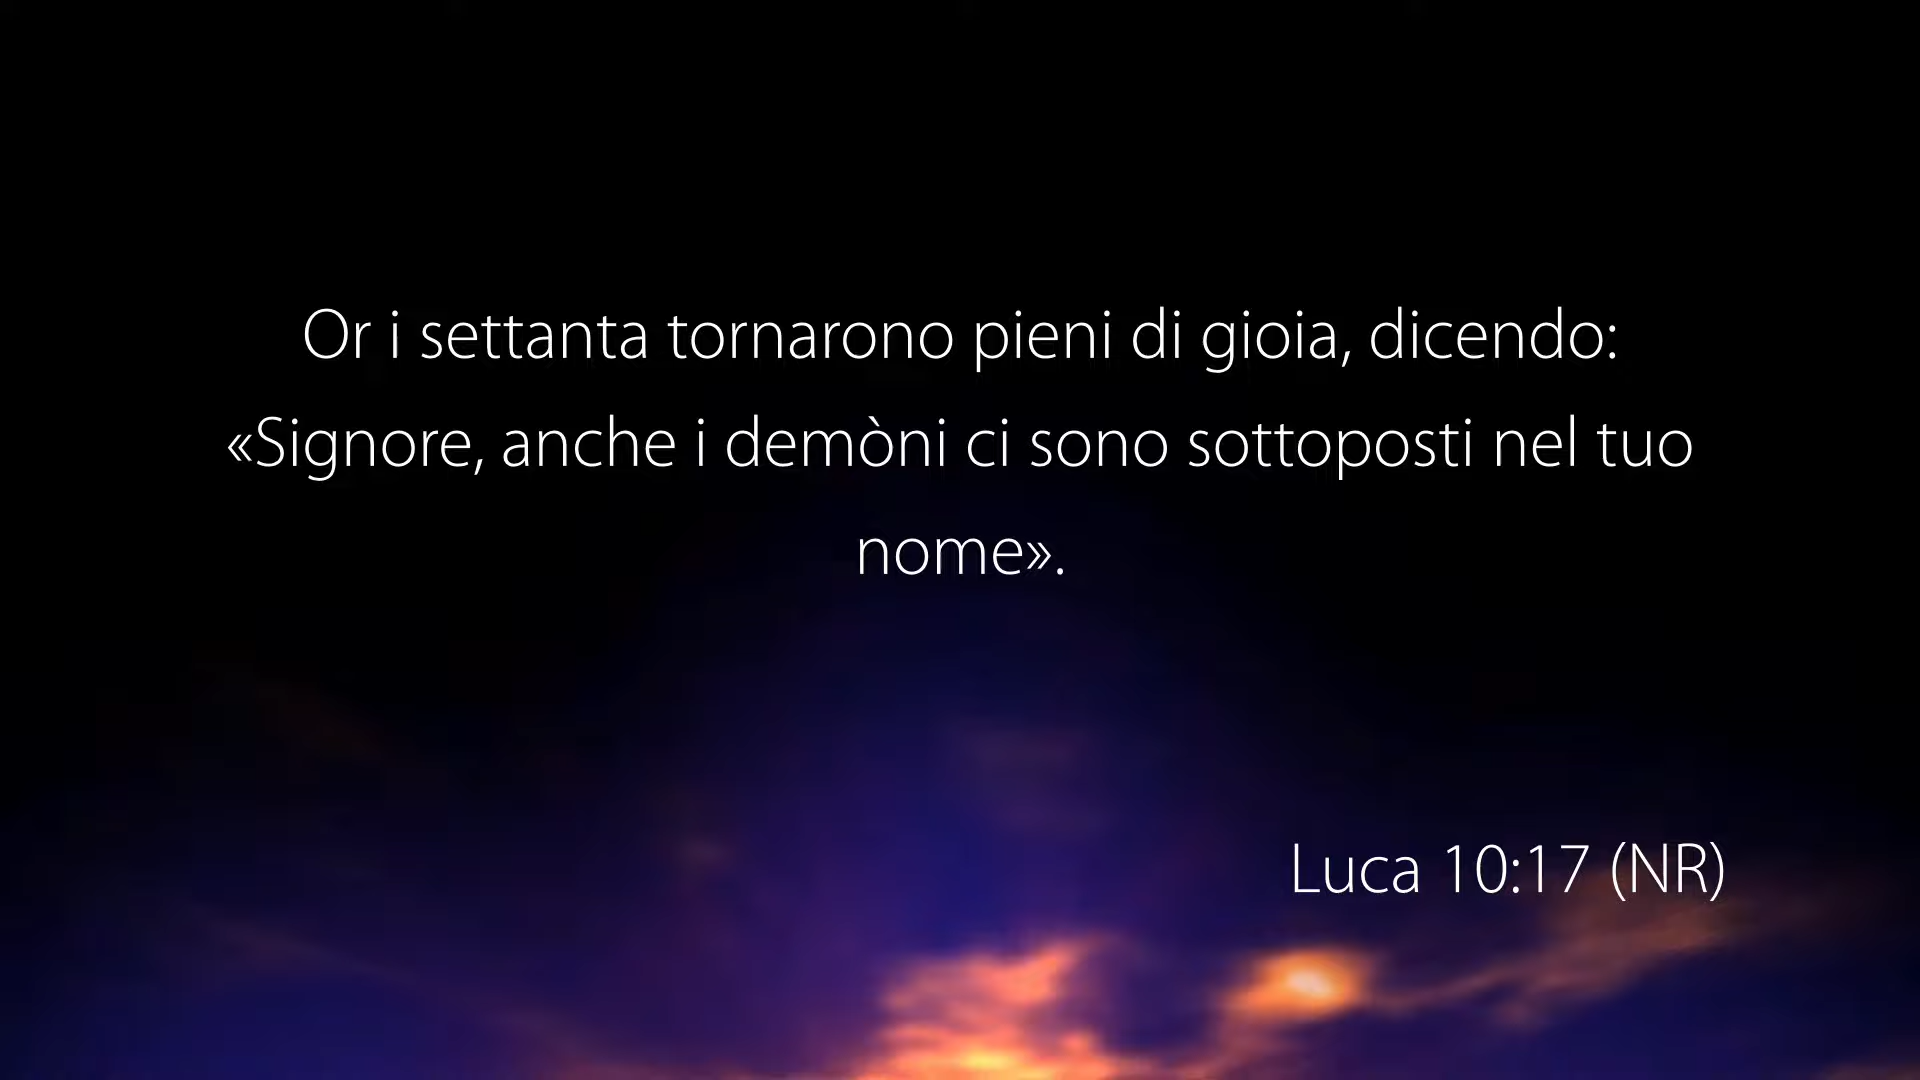 Or i settanta tornarono pieni di gioia, dicendo:
«Signore, anche i demòni ci sono sottoposti nel tuo
nome».
Luca 10:17 (NR)